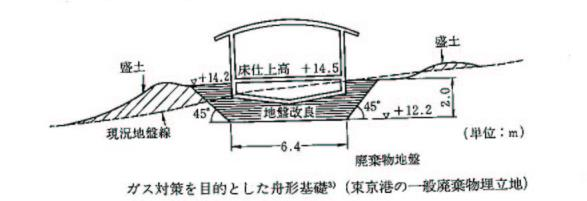 盛土
床仕上高 +14.5
盛土
+14.2
45°
地盤改良
45°
+12.2
2.0
現況地盤線
6.4
(単位:m)
廃棄物地盤
ガス対策を目的とした舟形基礎³⁾(東京港の一般廃棄物埋立地)